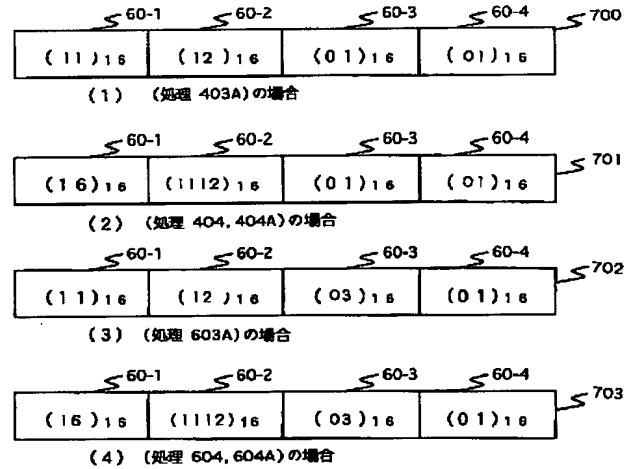 60-1 60-2 60-3 60-4 700
(11)16 (12)16 (01)16 (01)16
(1) (処理 403A)の場合
60-1 60-2 60-3 60-4 701
(16)16 (1112)16 (01)16 (01)16
(2) (処理 404, 404A)の場合
60-1 60-2 60-3 60-4 702
(11)16 (12)16 (03)16 (01)16
(3) (処理 603A)の場合
60-1 60-2 60-3 60-4 703
(16)16 (1112)16 (03)16 (01)16
(4) (処理 604, 604A)の場合